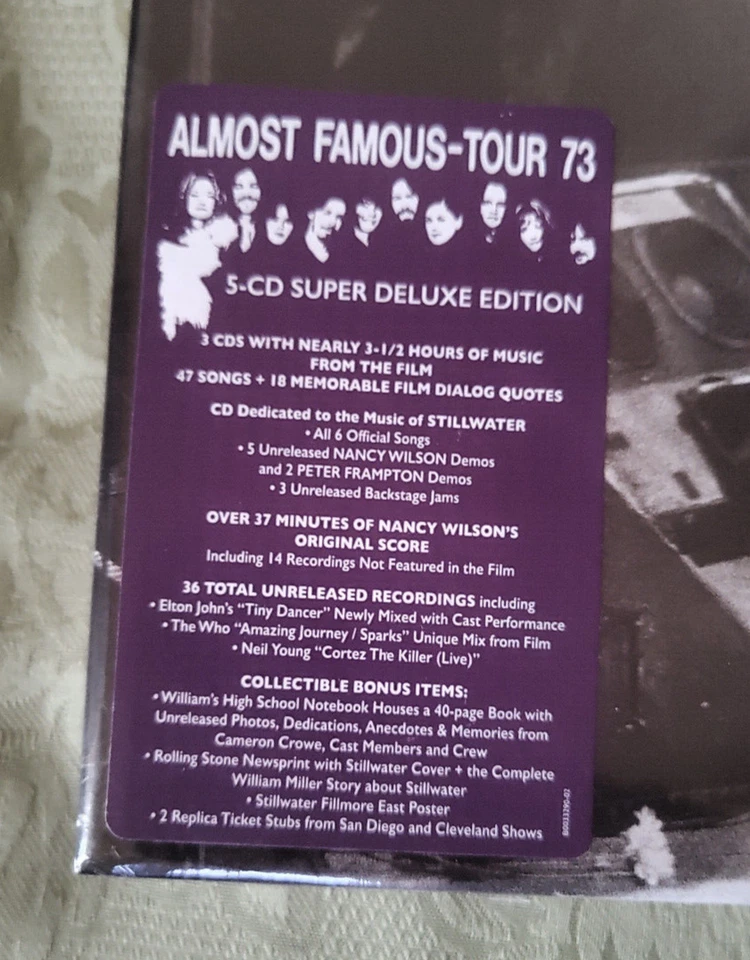 ALMOST FAMOUS-TOUR 73
5-CD SUPER DELUXE EDITION
3 CDS WITH NEARLY 3-1/2 HOURS OF MUSIC
FROM THE FILM
47 SONGS + 18 MEMORABLE FILM DIALOG QUOTES
CD Dedicated to the Music of STILLWATER
• All 6 Official Songs
• 5 Unreleased NANCY WILSON Demos
and 2 PETER FRAMPTON Demos
• 3 Unreleased Backstage Jams
OVER 37 MINUTES OF NANCY WILSON'S
ORIGINAL SCORE
Including 14 Recordings Not Featured in the Film
36 TOTAL UNRELEASED RECORDINGS including
• Elton John's "Tiny Dancer" Newly Mixed with Cast Performance
• The Who "Amazing Journey / Sparks" Unique Mix from Film
• Neil Young "Cortez The Killer (Live)"
COLLECTIBLE BONUS ITEMS:
• William's High School Notebook Houses a 40-page Book with
Unreleased Photos, Dedications, Anecdotes & Memories from
Cameron Crowe, Cast Members and Crew
• Rolling Stone Newsprint with Stillwater Cover + the Complete
William Miller Story about Stillwater
• Stillwater Fillmore East Poster
• 2 Replica Ticket Stubs from San Diego and Cleveland Shows
B0033290-02